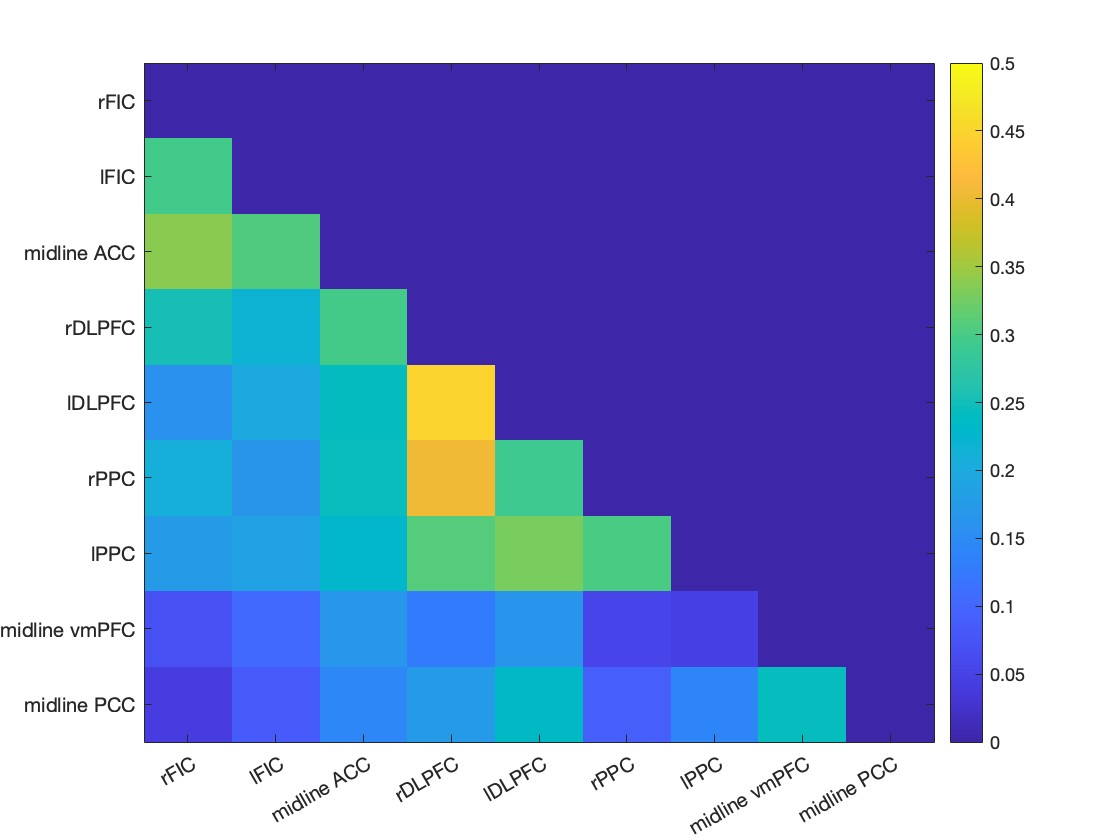 rFIC
lFIC
midline ACC
rDLPFC
lDLPFC
rPPC
lPPC
midline vmPFC
midline PCC
rFIC
lFIC
midline ACC
rDLPFC
lDLPFC
rPPC
lPPC
midline vmPFC
midline PCC
0.5
0.45
0.4
0.35
0.3
0.25
0.2
0.15
0.1
0.05
0